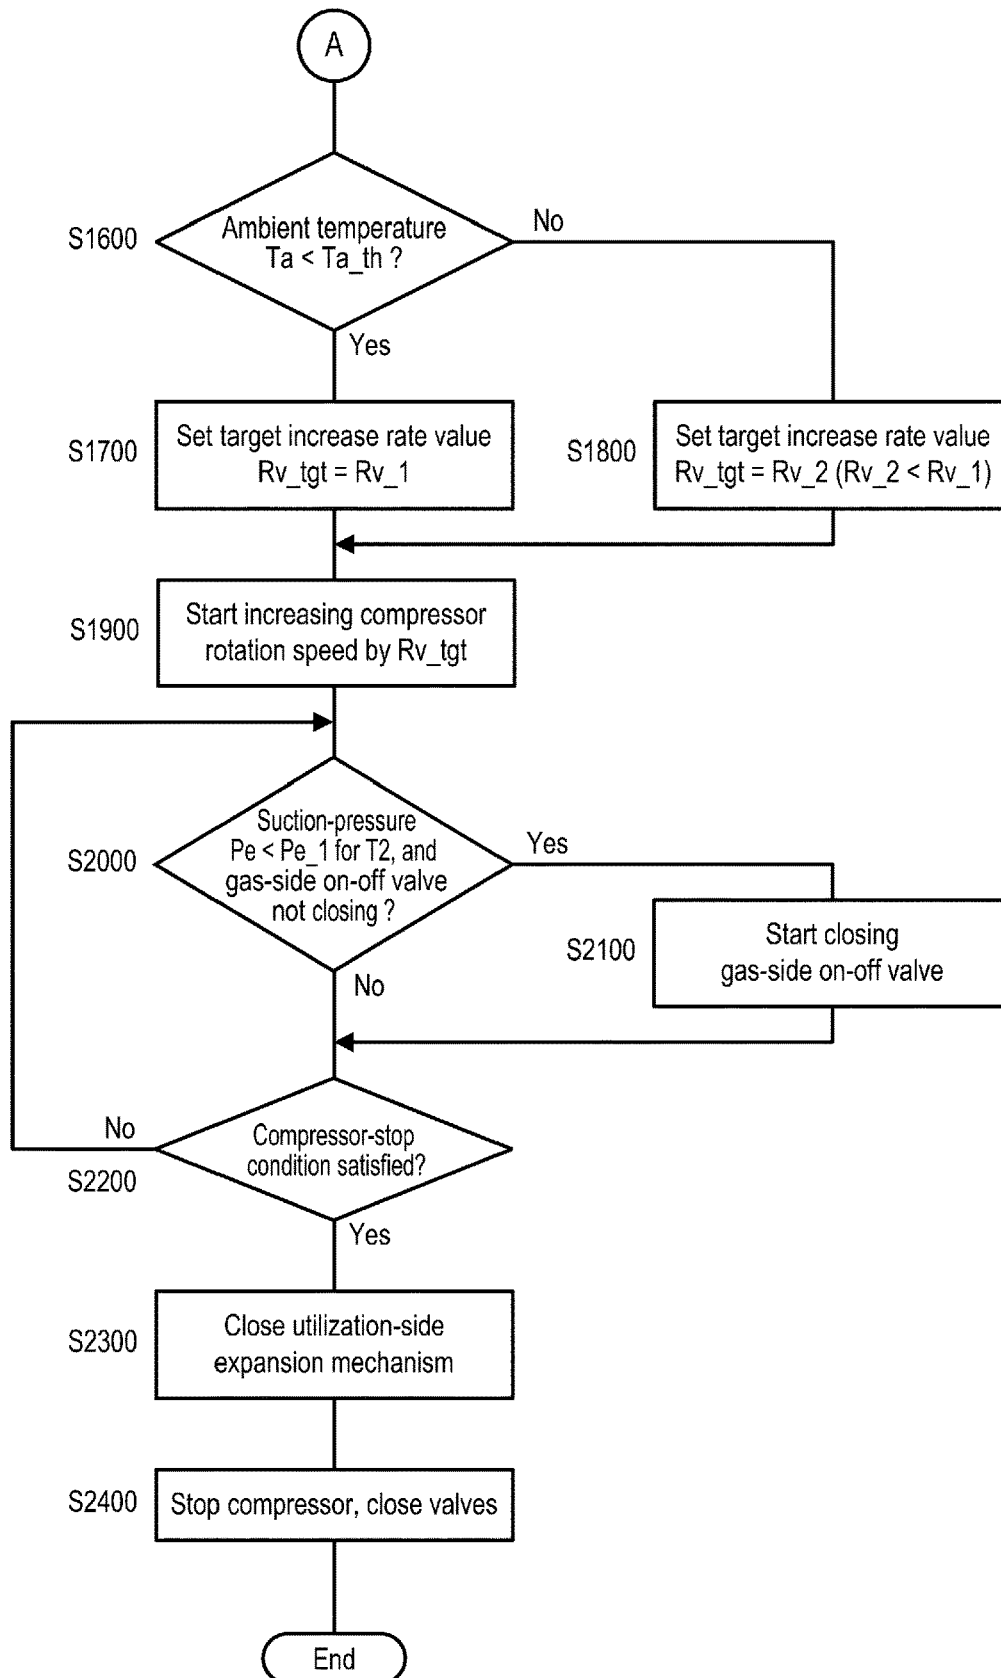 A
S1600
Ambient temperature
Ta < Ta_th ?
No
Yes
S1700
Set target increase rate value
Rv_tgt = Rv_1
S1800
Set target increase rate value
Rv_tgt = Rv_2 (Rv_2 < Rv_1)
S1900
Start increasing compressor
rotation speed by Rv_tgt
S2000
Suction-pressure
Pe < Pe_1 for T2, and
gas-side on-off valve
not closing ?
Yes
No
S2100
Start closing
gas-side on-off valve
No
S2200
Compressor-stop
condition satisfied?
Yes
S2300
Close utilization-side
expansion mechanism
S2400
Stop compressor, close valves
End